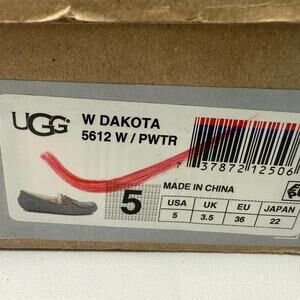 UGG
W DAKOTA
5612 W / PWTR
7 37872 12506
5
MADE IN CHINA
USA UK EU JAPAN
5 3.5 36 22